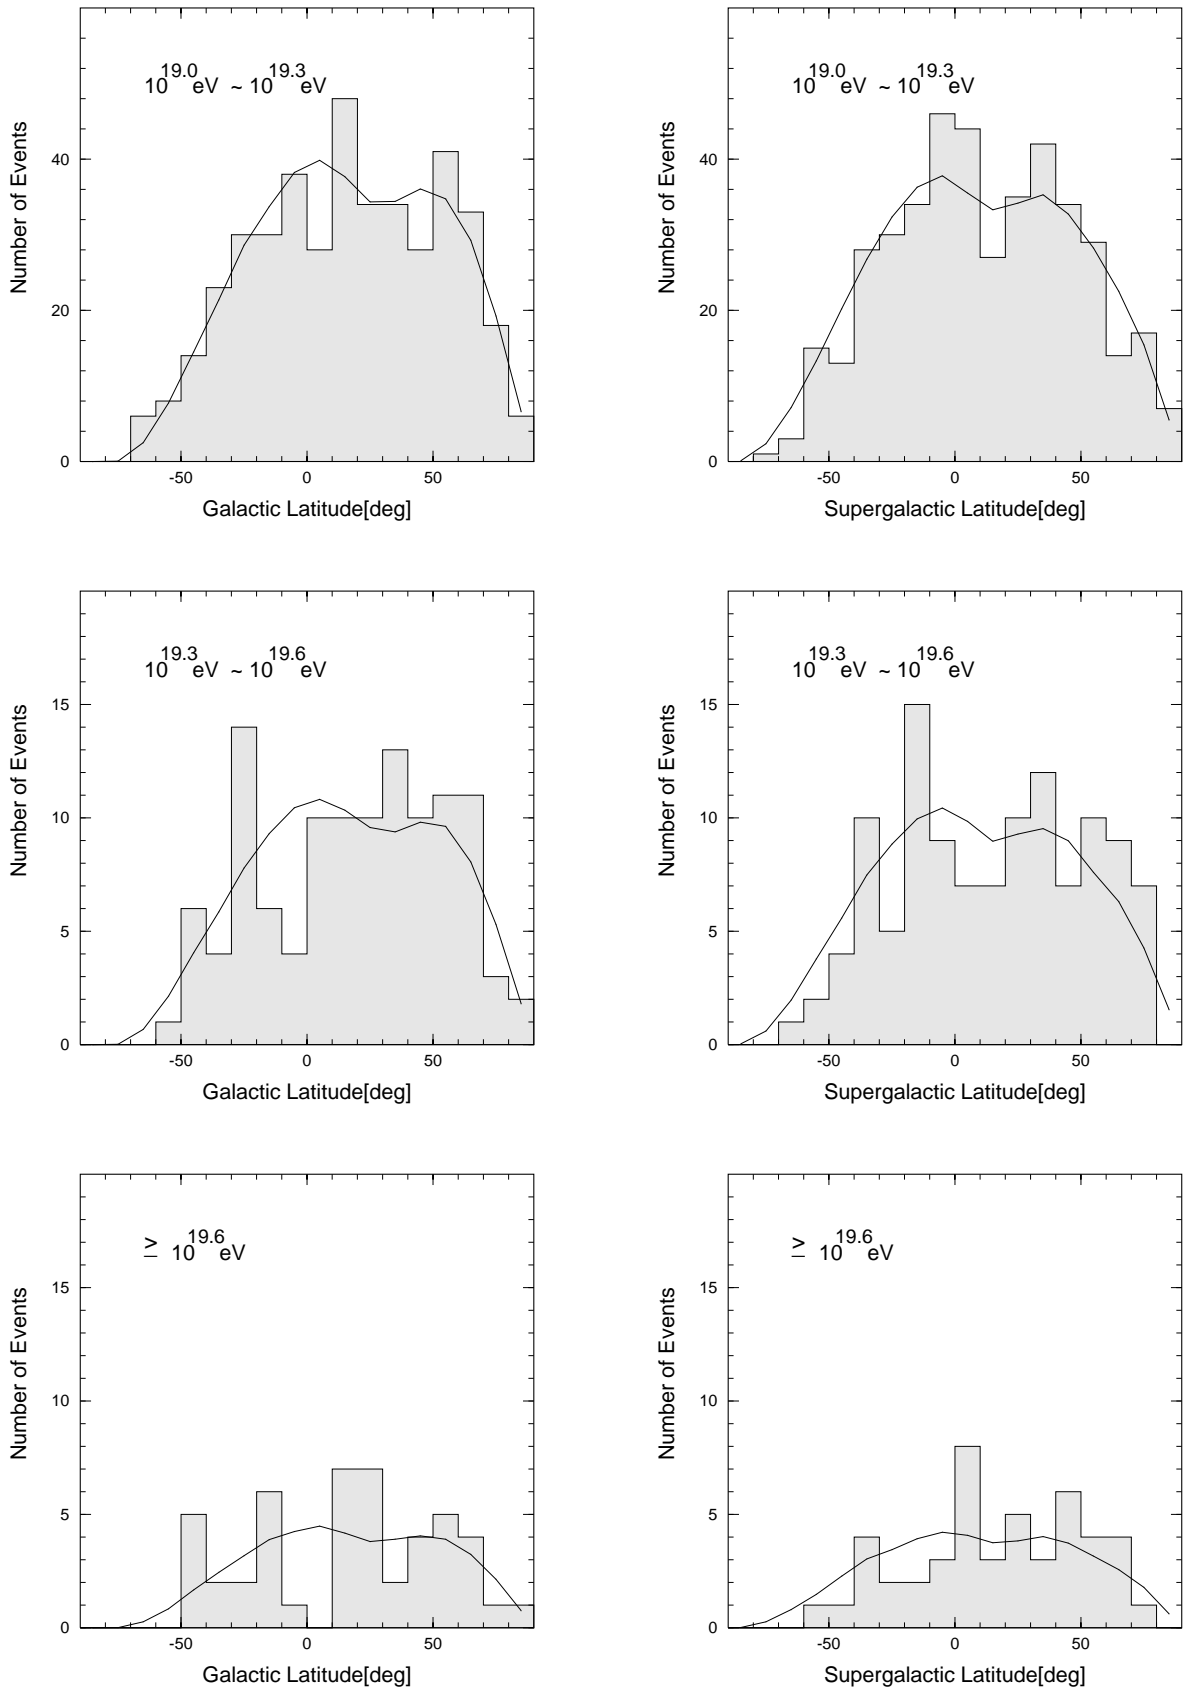 10^19.0 eV ~ 10^19.3 eV
Number of Events
40
20
0
-50 0 50
Galactic Latitude[deg]
10^19.0 eV ~ 10^19.3 eV
Number of Events
40
20
0
-50 0 50
Supergalactic Latitude[deg]
10^19.3 eV ~ 10^19.6 eV
Number of Events
15
10
5
0
-50 0 50
Galactic Latitude[deg]
10^19.3 eV ~ 10^19.6 eV
Number of Events
15
10
5
0
-50 0 50
Supergalactic Latitude[deg]
≥ 10^19.6 eV
Number of Events
15
10
5
0
-50 0 50
Galactic Latitude[deg]
≥ 10^19.6 eV
Number of Events
15
10
5
0
-50 0 50
Supergalactic Latitude[deg]